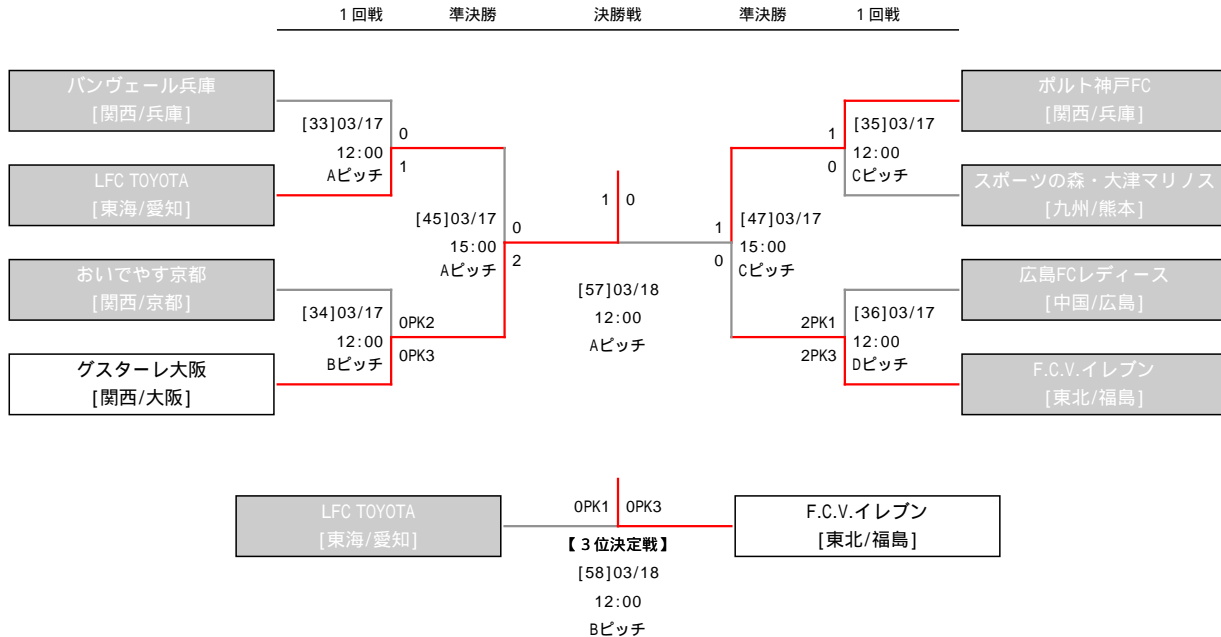 1回戦 準決勝 決勝戦 準決勝 1回戦
バンヴェール兵庫
[関西/兵庫]
[33]03/17
12:00
Aピッチ
0
1
LFC TOYOTA
[東海/愛知]
[45]03/17
15:00
Aピッチ
0
2
おいでやす京都
[関西/京都]
[34]03/17
12:00
Bピッチ
0PK2
0PK3
グスターレ大阪
[関西/大阪]
1 0
[57]03/18
12:00
Aピッチ
ポルト神戸FC
[関西/兵庫]
1
0
[35]03/17
12:00
Cピッチ
スポーツの森・大津マリノス
[九州/熊本]
1
0
[47]03/17
15:00
Cピッチ
広島FCレディース
[中国/広島]
2PK1
2PK3
[36]03/17
12:00
Dピッチ
F.C.V.イレブン
[東北/福島]
LFC TOYOTA
[東海/愛知]
0PK1 0PK3
F.C.V.イレブン
[東北/福島]
【3位決定戦】
[58]03/18
12:00
Bピッチ